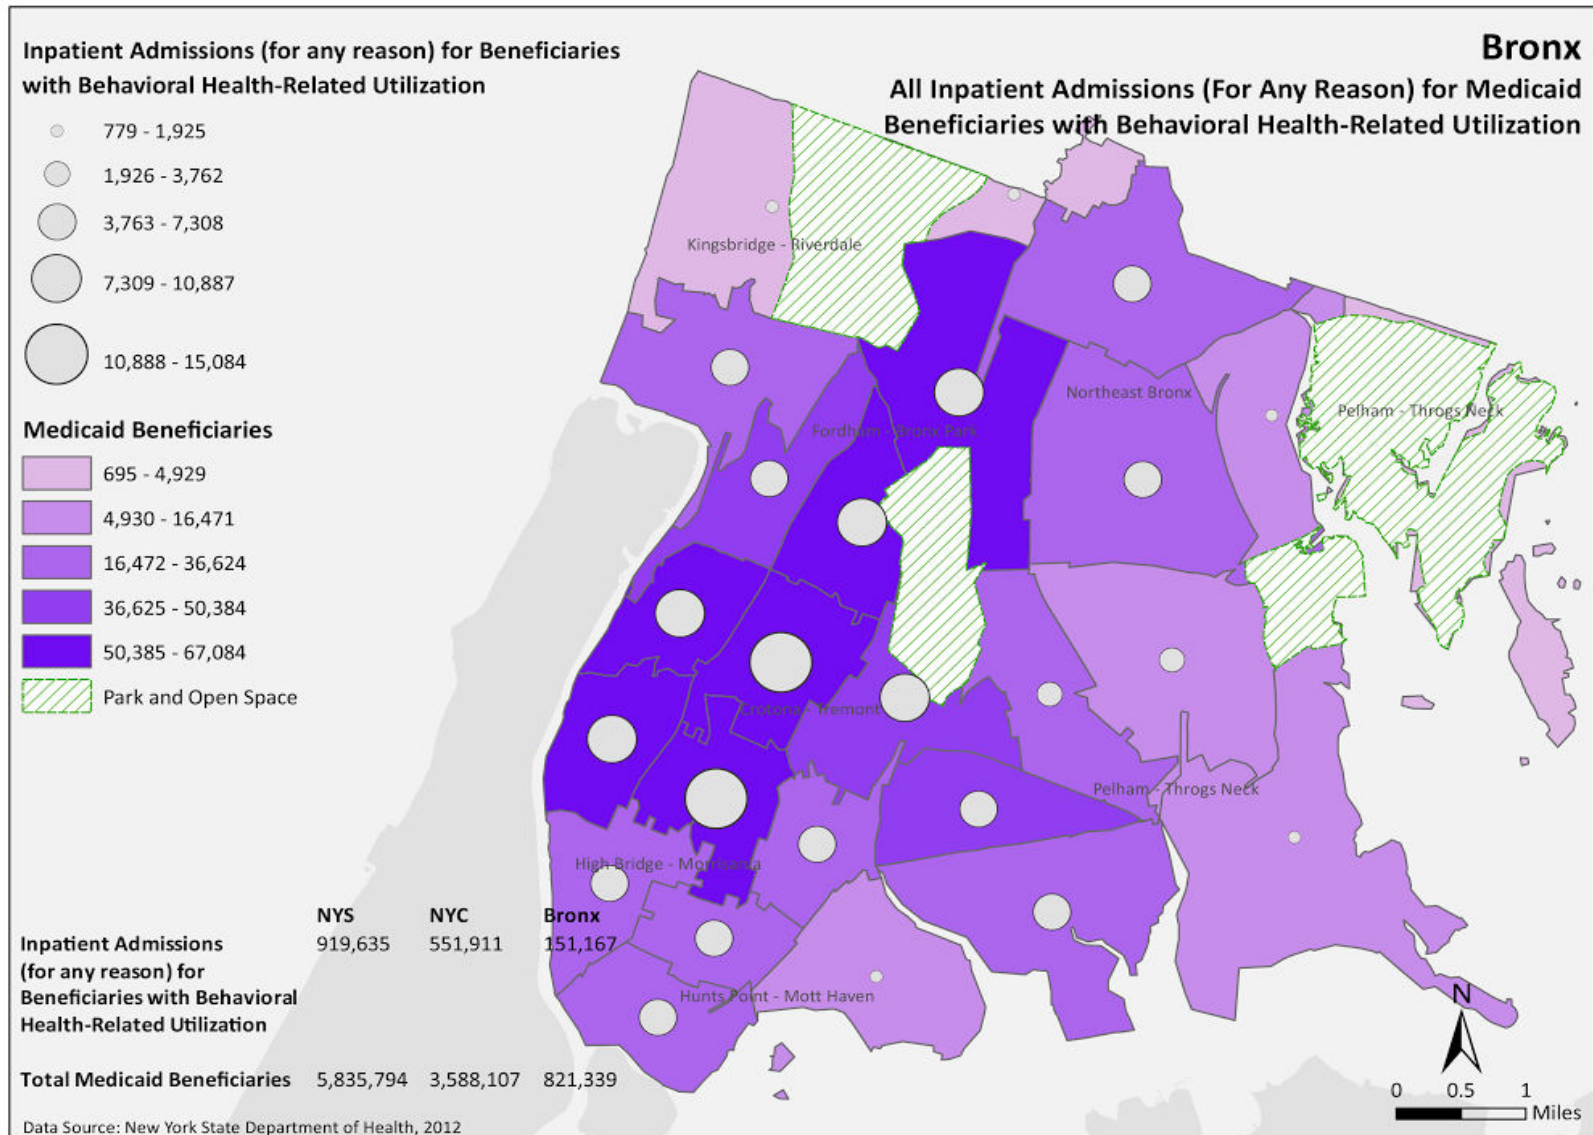 Inpatient Admissions (for any reason) for Beneficiaries
with Behavioral Health-Related Utilization
779 - 1,925
1,926 - 3,762
3,763 - 7,308
7,309 - 10,887
10,888 - 15,084
Medicaid Beneficiaries
695 - 4,929
4,930 - 16,471
16,472 - 36,624
36,625 - 50,384
50,385 - 67,084
Park and Open Space
Bronx
All Inpatient Admissions (For Any Reason) for Medicaid
Beneficiaries with Behavioral Health-Related Utilization
Kingsbridge - Riverdale
Northeast Bronx
Pelham - Throgs Neck
Fordham - Bronx Park
Crotona - Tremont
Pelham - Throgs Neck
High Bridge - Morrisania
Hunts Point - Mott Haven
NYS NYC Bronx
Inpatient Admissions 919,635 551,911 151,167
(for any reason) for
Beneficiaries with Behavioral
Health-Related Utilization
Total Medicaid Beneficiaries 5,835,794 3,588,107 821,339
Data Source: New York State Department of Health, 2012
N
0 0.5 1
Miles